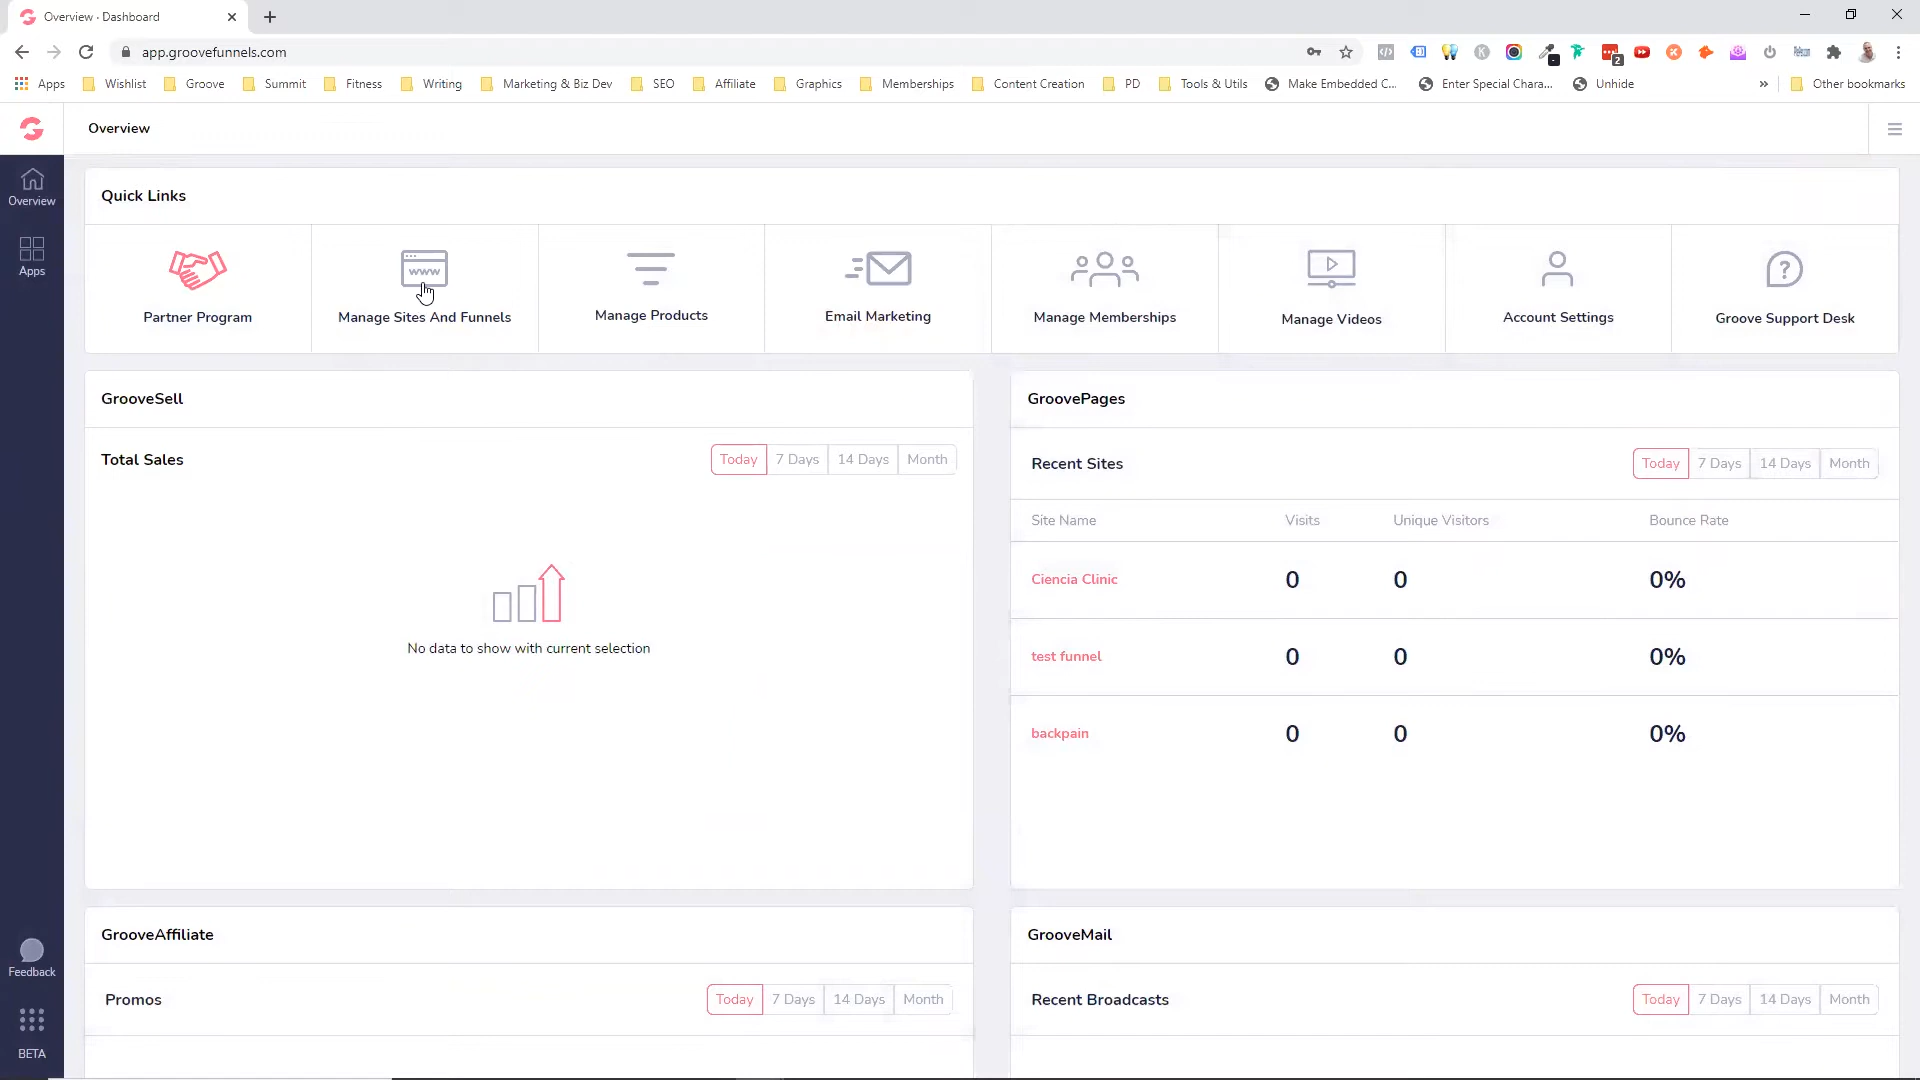 Overview · Dashboard
app.groovefunnels.com
2
Apps Wishlist Groove Summit Fitness Writing Marketing & Biz Dev SEO Affiliate Graphics Memberships Content Creation PD Tools & Utils Make Embedded C... Enter Special Chara... Unhide » Other bookmarks
Overview
Overview
Apps
Quick Links
www
Partner Program Manage Sites And Funnels Manage Products Email Marketing Manage Memberships Manage Videos Account Settings Groove Support Desk
GrooveSell
Total Sales Today 7 Days 14 Days Month
No data to show with current selection
GroovePages
Recent Sites Today 7 Days 14 Days Month
Site Name Visits Unique Visitors Bounce Rate
Ciencia Clinic 0 0 0%
test funnel 0 0 0%
backpain 0 0 0%
GrooveAffiliate
Promos Today 7 Days 14 Days Month
GrooveMail
Recent Broadcasts Today 7 Days 14 Days Month
Feedback
BETA